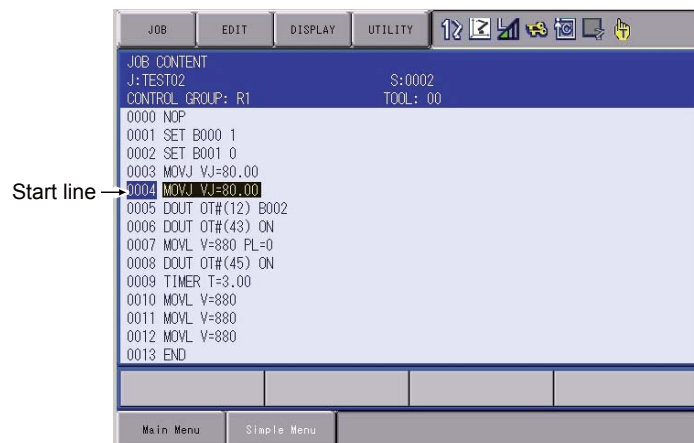 JOB EDIT DISPLAY UTILITY
JOB CONTENT
J:TEST02 S:0002
CONTROL GROUP: R1 TOOL: 00
0000 NOP
0001 SET B000 1
0002 SET B001 0
0003 MOVJ VJ=80.00
Start line 0004 MOVJ VJ=80.00
0005 DOUT OT#(12) B002
0006 DOUT OT#(43) ON
0007 MOVL V=880 PL=0
0008 DOUT OT#(45) ON
0009 TIMER T=3.00
0010 MOVL V=880
0011 MOVL V=880
0012 MOVL V=880
0013 END
Main Menu Simple Menu